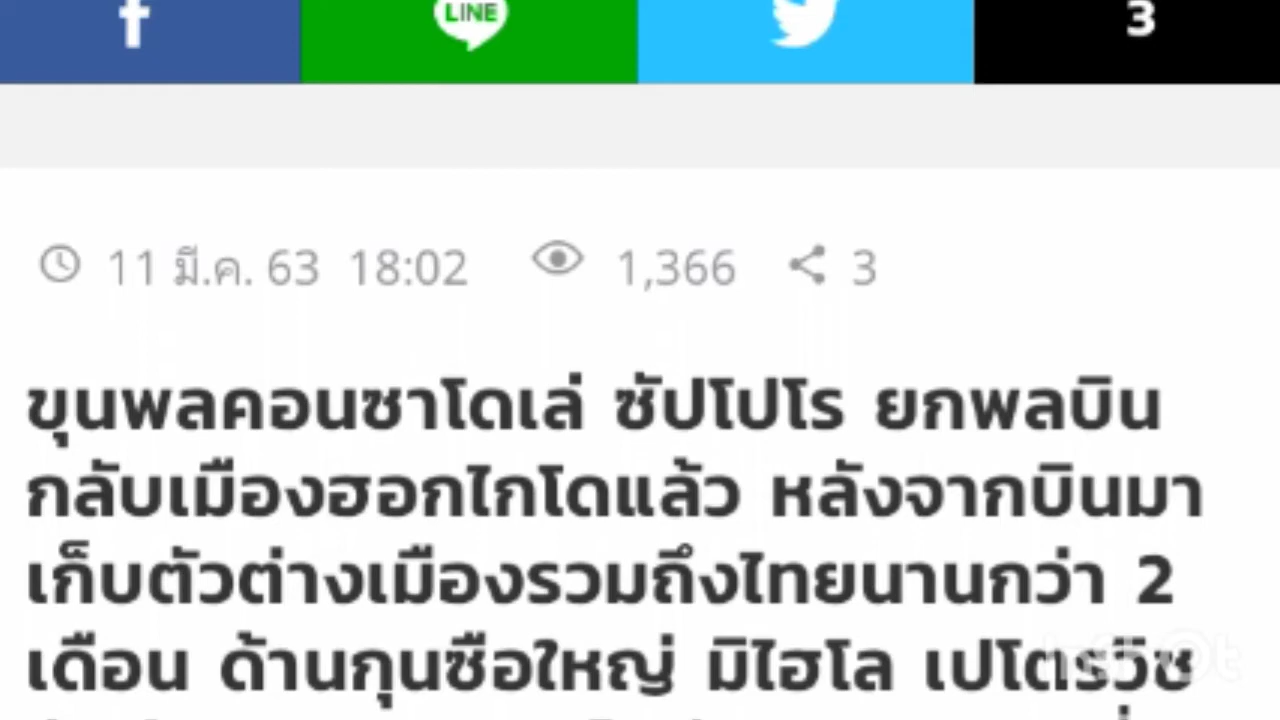 f
LINE
3
11 มี.ค. 63 18:02 1,366 3
ขุนพลคอนซาโดเล่ ซัปโปโร ยกพลบิน
กลับเมืองฮอกไกโดแล้ว หลังจากบินมา
เก็บตัวต่างเมืองรวมถึงไทยนานกว่า 2
เดือน ด้านกุนซือใหญ่ มิไฮโล เปโตรวิช